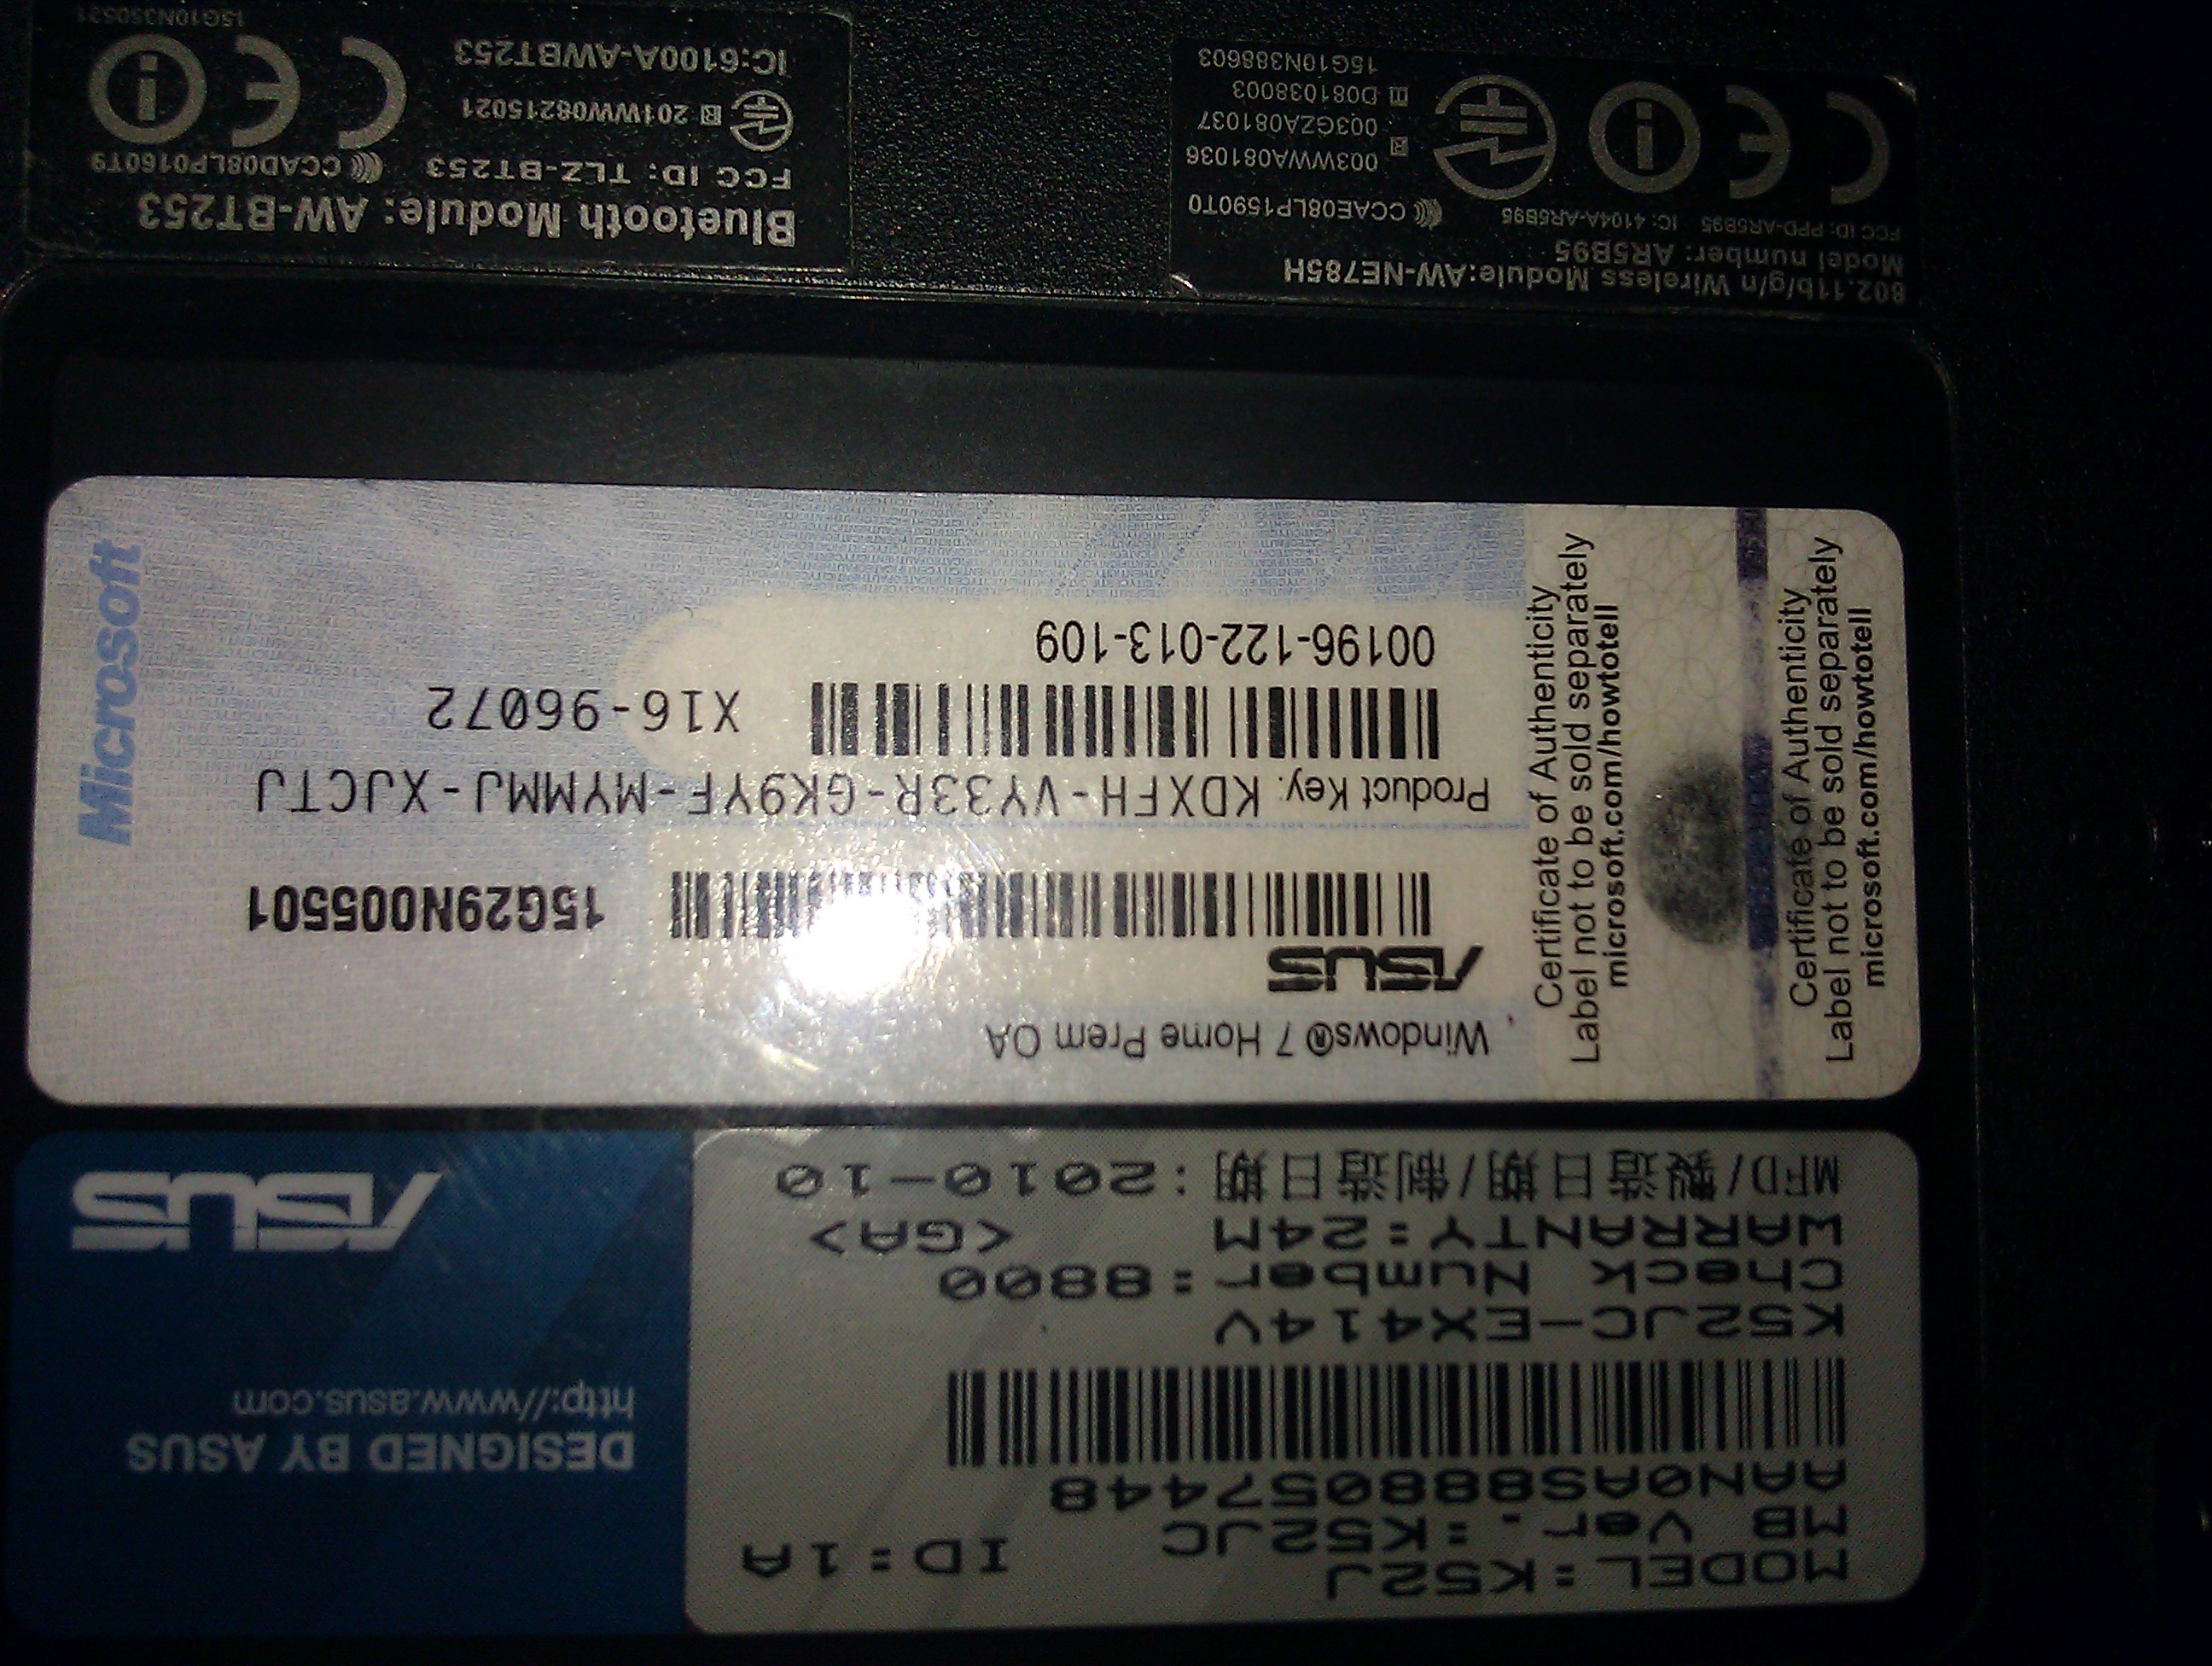 MODEL=K52J ID=1A
MB Ver.=K52JC
AAN0AS888057448
K52JC-EX414V
Check Number=8800
WARRANTY=24M <GA>
MFD/製造日期/制造日期:2010-10
DESIGNED BY ASUS
http://www.asus.com
ASUS
Certificate of Authenticity
Label not to be sold separately
microsoft.com/howtotell
Certificate of Authenticity
Label not to be sold separately
microsoft.com/howtotell
Windows® 7 Home Prem OA
ASUS
15G29N005501
Product Key: KDXFH-VY33R-GK9YF-MYMMJ-XJCTJ
X16-96072
00196-122-013-109
Microsoft
802.11b/g/n Wireless Module:AW-NE785H
Model number: AR5B95
FCC ID: PPD-AR5B95 IC: 4104A-AR5B95
CCAE08LP1590T0
003WWA081036
003GZA081037
D081038003
15G10N388603
Bluetooth Module: AW-BT253
FCC ID: TLZ-BT253 CCAD08LP0160T9
201WW08215021
IC:6100A-AWBT253